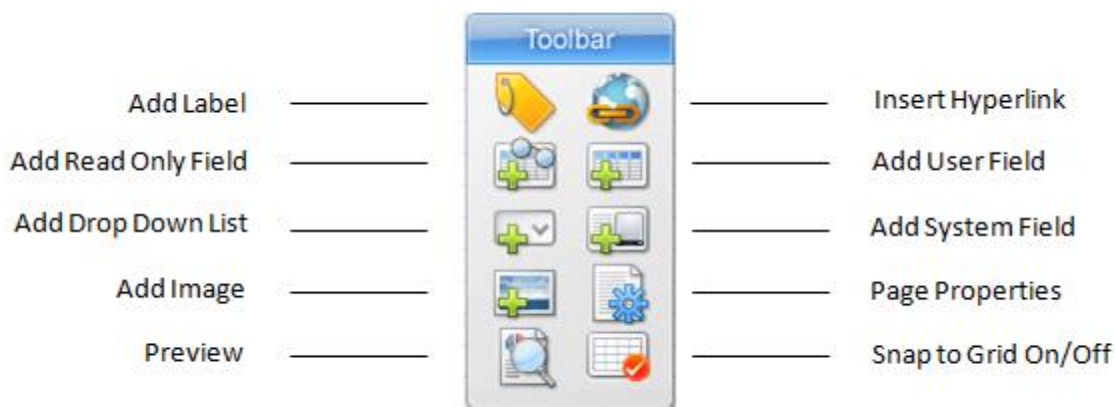 Toolbar
Add Label
Insert Hyperlink
Add Read Only Field
Add User Field
Add Drop Down List
Add System Field
Add Image
Page Properties
Preview
Snap to Grid On/Off